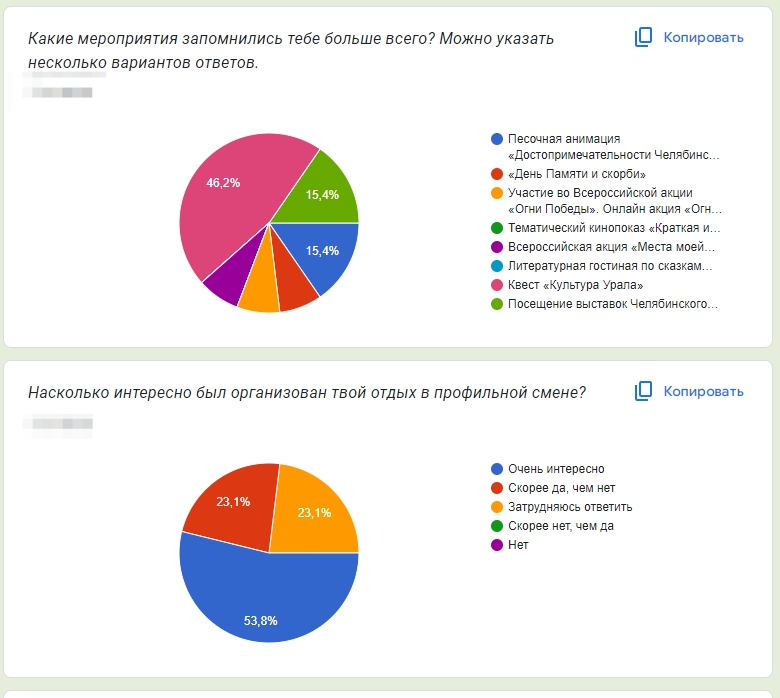 Какие мероприятия запомнились тебе больше всего? Можно указать
несколько вариантов ответов.
Копировать
46,2%
15,4%
15,4%
Песочная анимация
«Достопримечательности Челябинс...
«День Памяти и скорби»
Участие во Всероссийской акции
«Огни Победы». Онлайн акция «Огн...
Тематический кинопоказ «Краткая и...
Всероссийская акция «Места моей...
Литературная гостиная по сказкам...
Квест «Культура Урала»
Посещение выставок Челябинского...
Насколько интересно был организован твой отдых в профильной смене?
Копировать
23,1%
23,1%
53,8%
Очень интересно
Скорее да, чем нет
Затрудняюсь ответить
Скорее нет, чем да
Нет